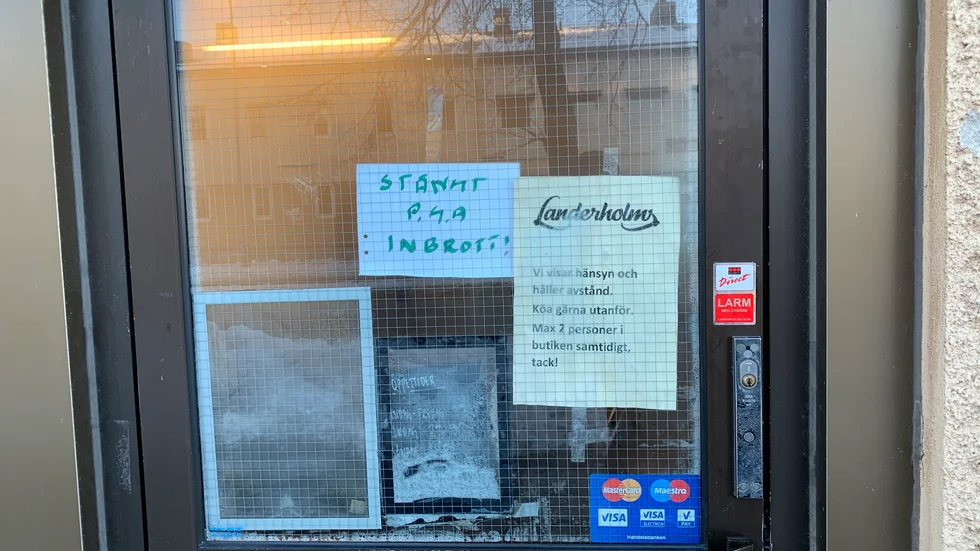 STÄNGT
P.G.A
INBROTT!
Landerholms
Vi visar hänsyn och
håller avstånd.
Köa gärna utanför.
Max 2 personer i
butiken samtidigt,
tack!
ÖPPETTIDER
Direct
LARM
MasterCard
Maestro
VISA
VISA
ELECTRON
V
PAY
Handelsbanken